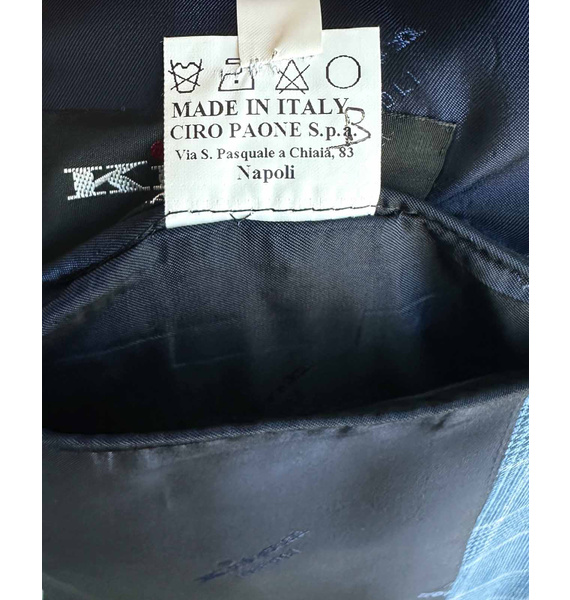 MADE IN ITALY
CIRO PAONE S.p.a.
Via S. Pasquale a Chiaia, 83
Napoli
B